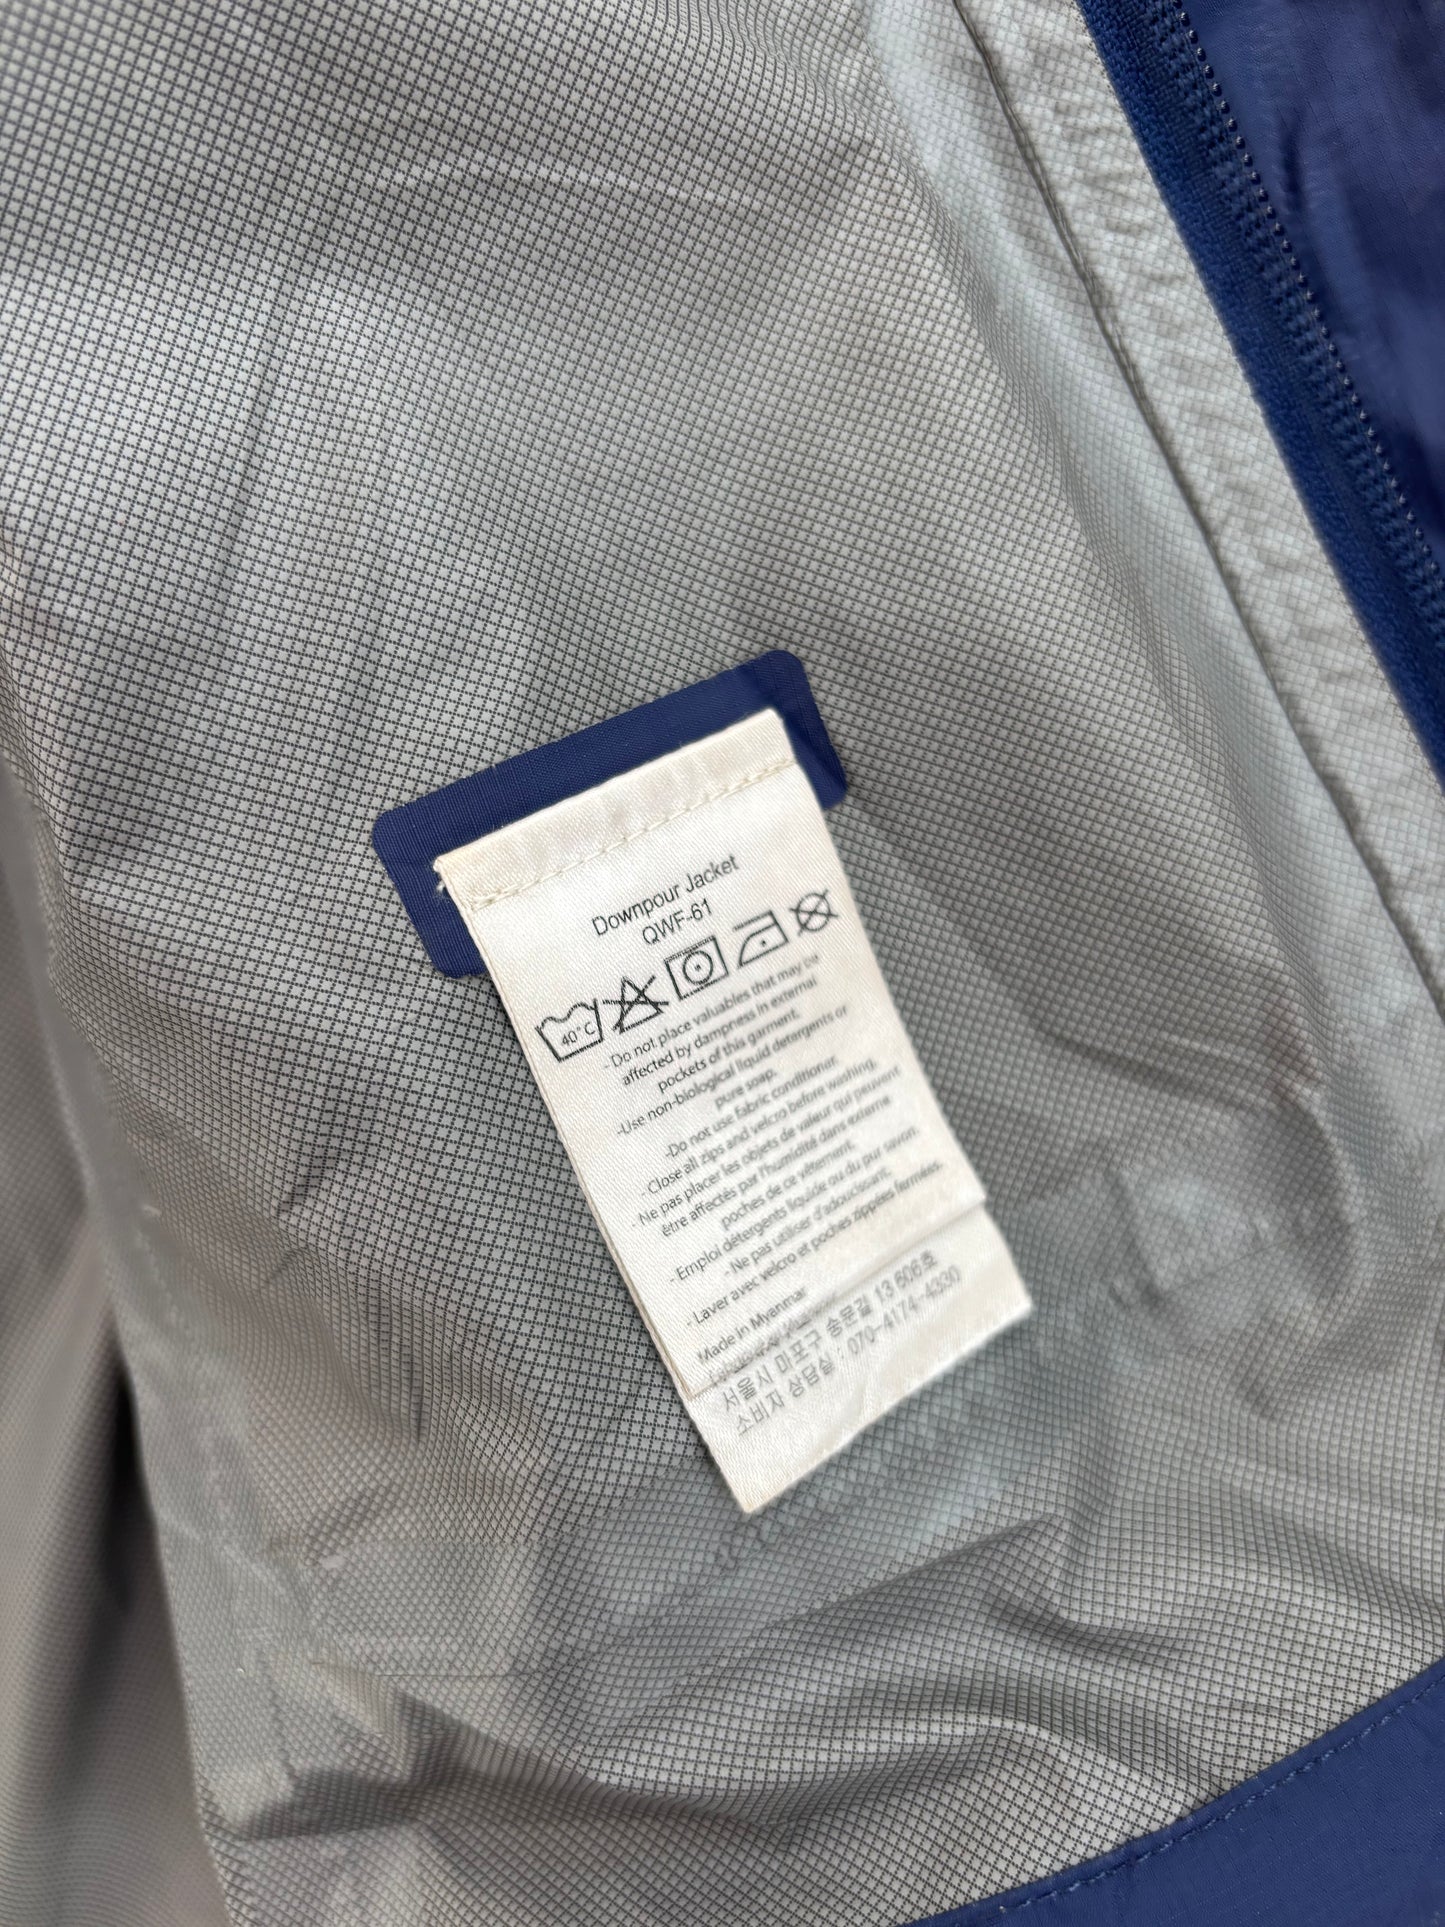 Downpour Jacket
QWF-61
40°C
- Do not place valuables that may be
affected by dampness in external
pockets of this garment.
-Use non-biological liquid detergents or
pure soap.
-Do not use fabric conditionur.
- Close all zips and velcro before washing.
- Ne pas placer les objets de valeur qui peuvent
être affectés par l'humidité dans externe
poches de ce vêtement.
- Emploi détergents liquide ou du pur savon.
-Ne pas utiliser d'adoucissant.
- Laver avec velcro et poches zippées fermées.
Made in Myanmar
서울시 마포구 송문길 13 606호
소비자 상담실 : 070-4174-4330